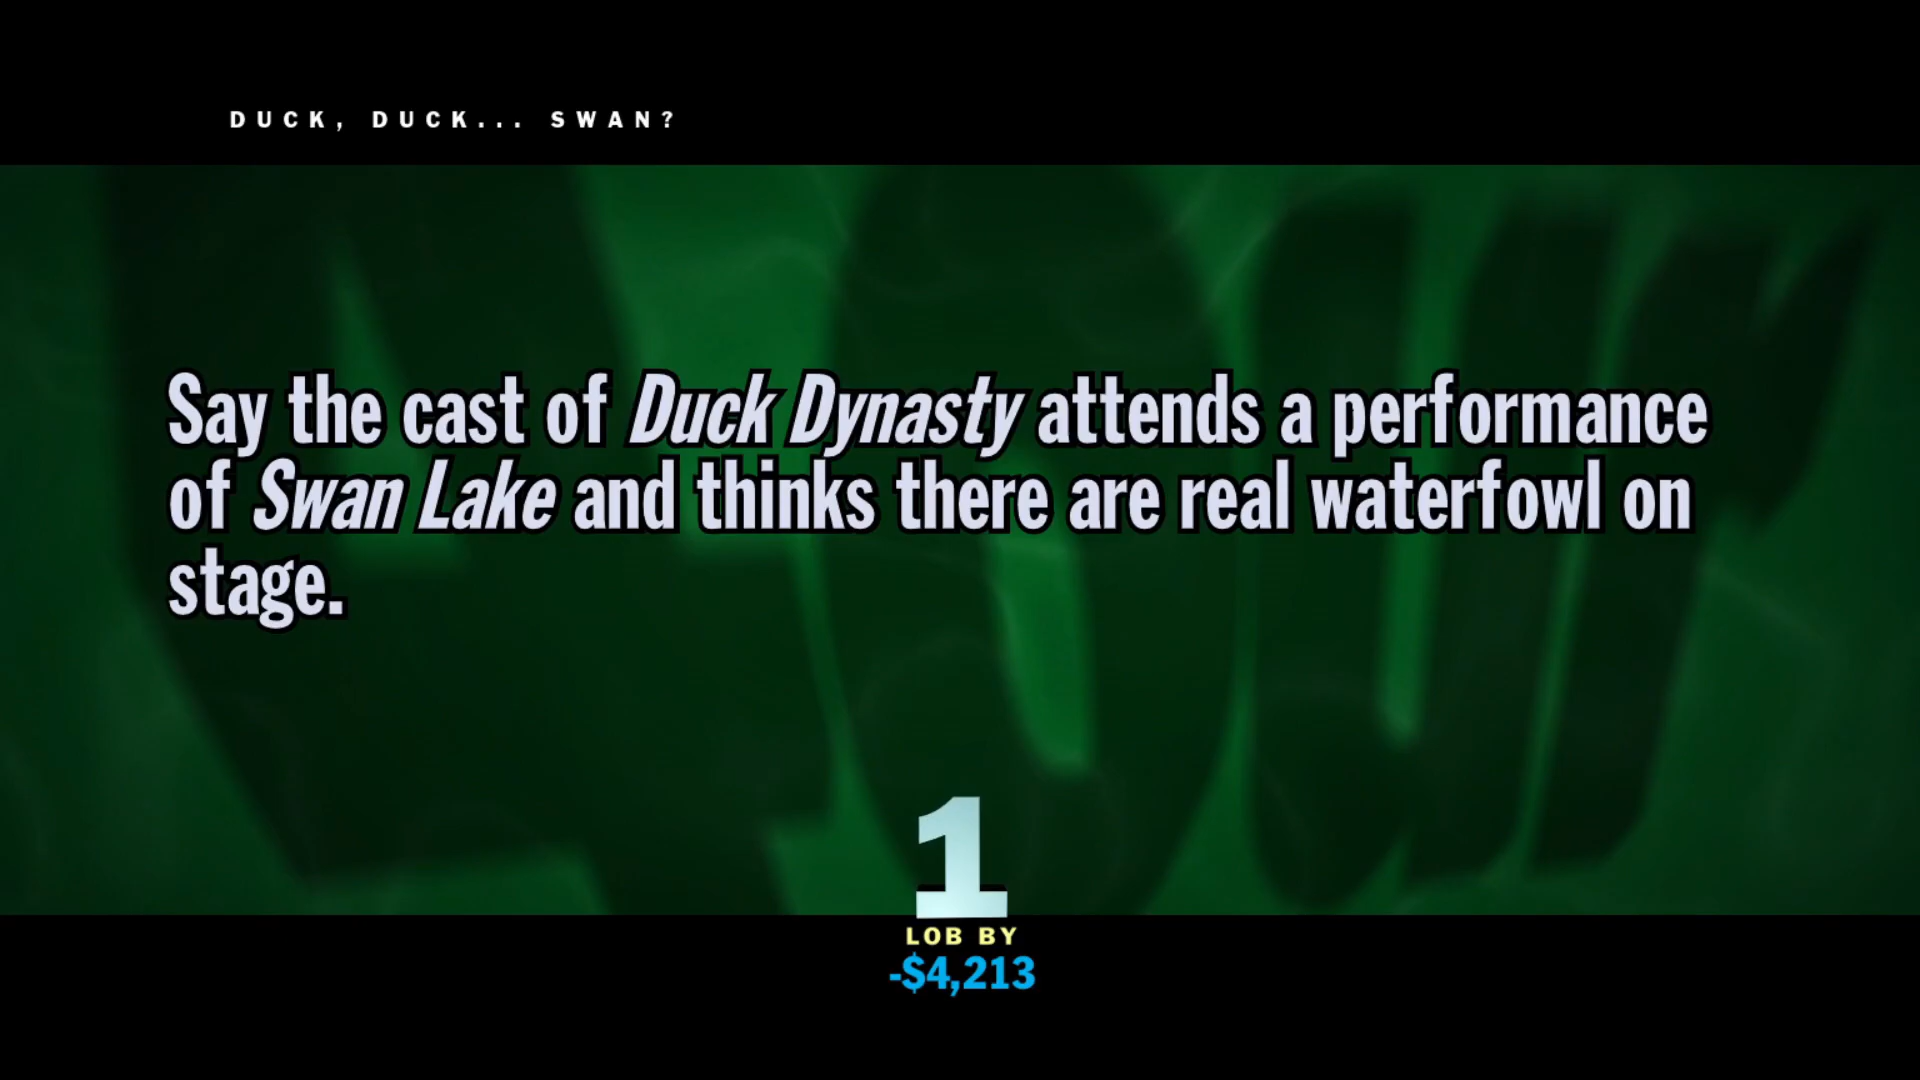 DUCK, DUCK... SWAN?
Say the cast of Duck Dynasty attends a performance
of Swan Lake and thinks there are real waterfowl on
stage.
1
LOB BY
-$4,213